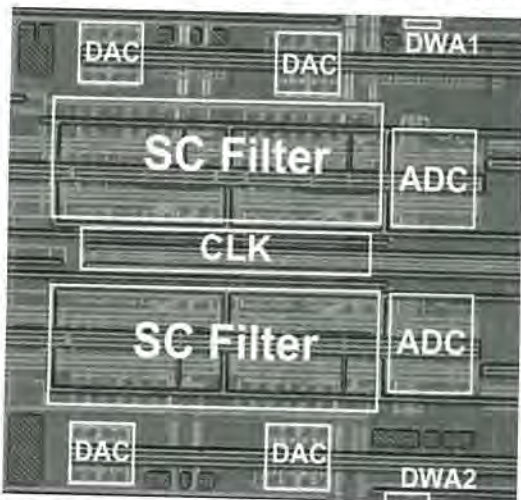 DAC DAC DWA1
SC Filter ADC
CLK
SC Filter ADC
DAC DAC
DWA2